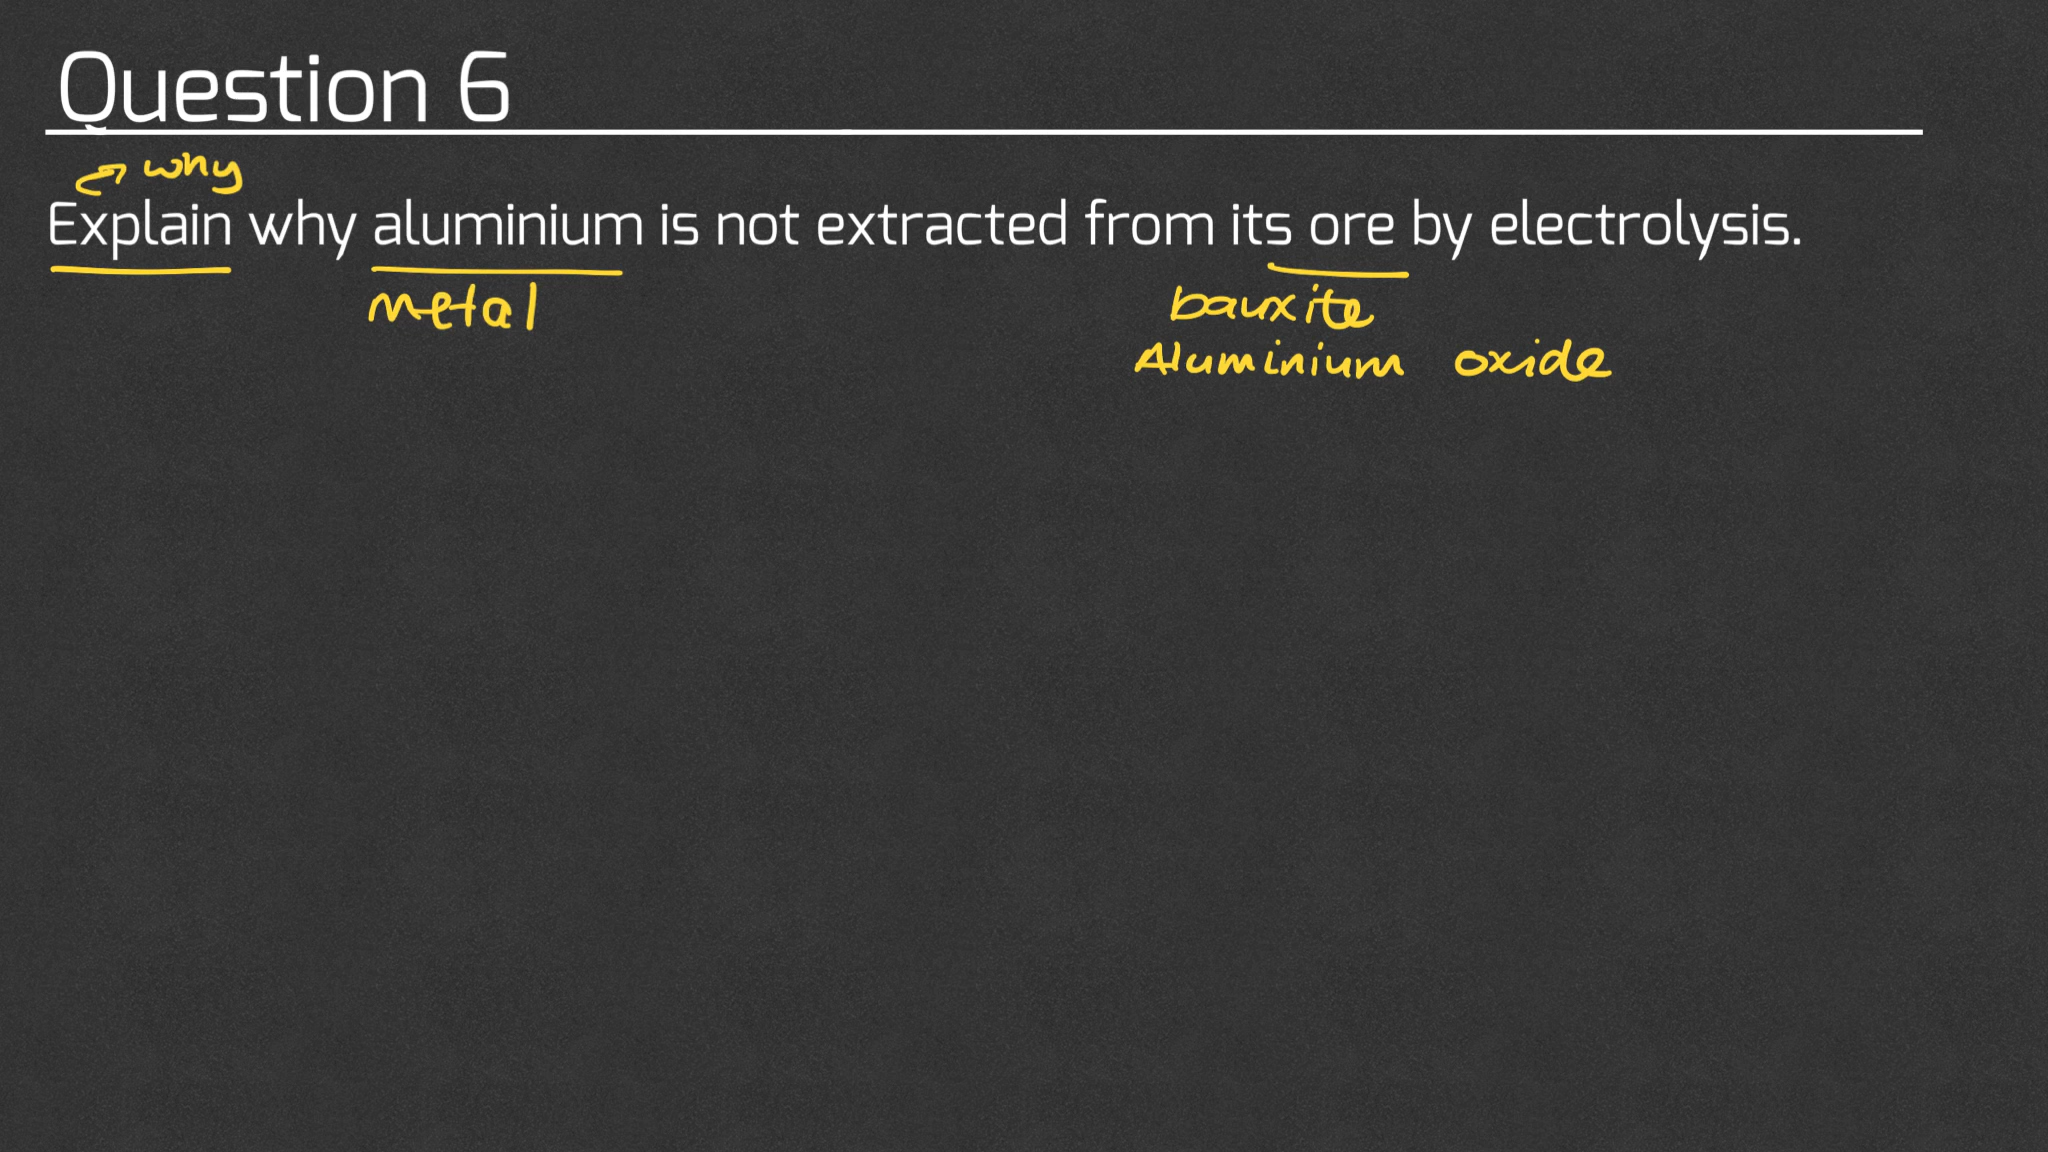 Question 6
why
Explain why aluminium is not extracted from its ore by electrolysis.
metal
bauxite
Aluminium oxide